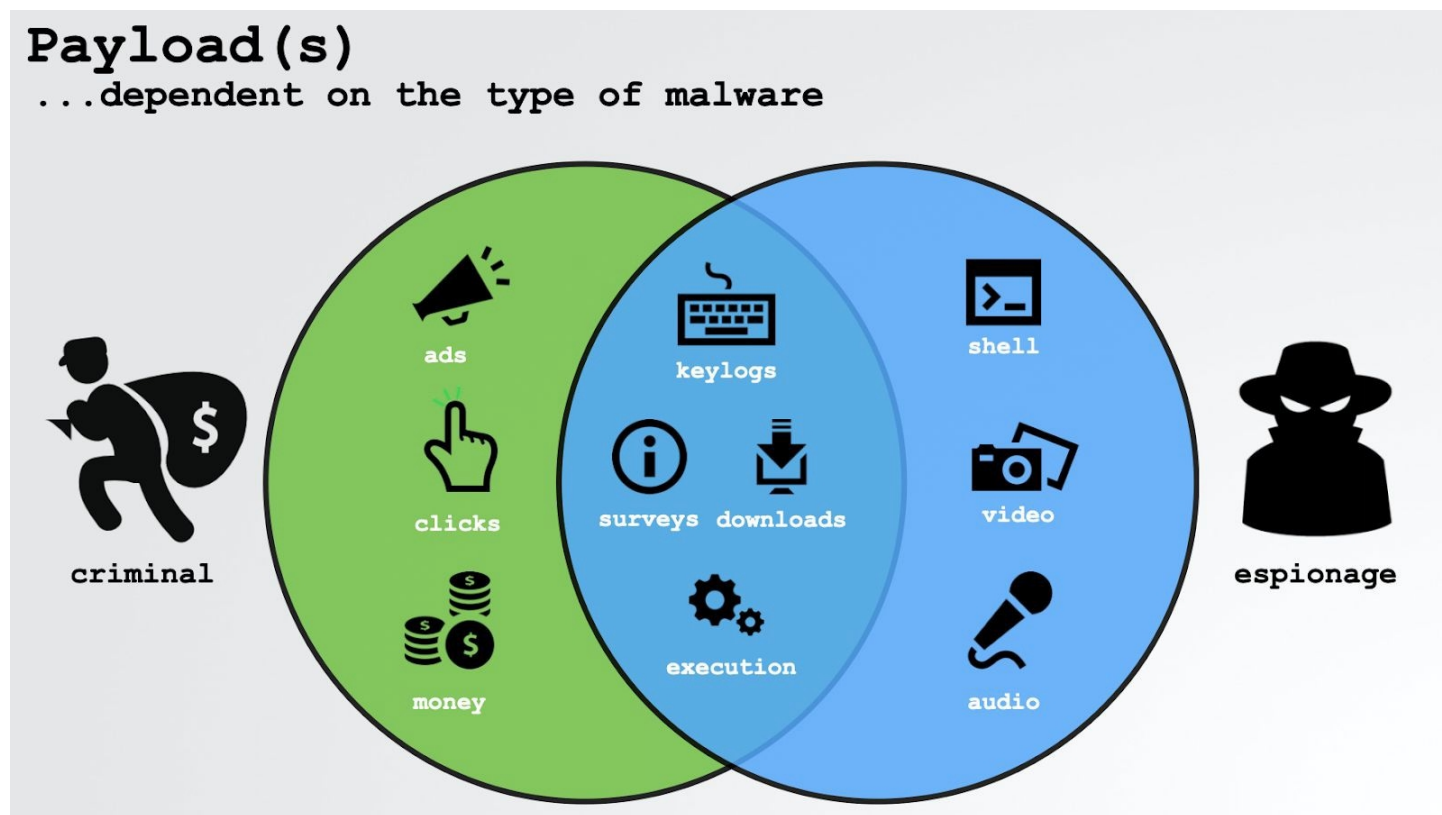 Payload(s)
...dependent on the type of malware
ads
keylogs
shell
clicks
surveys downloads
video
criminal
espionage
money
execution
audio
$
$
$
$